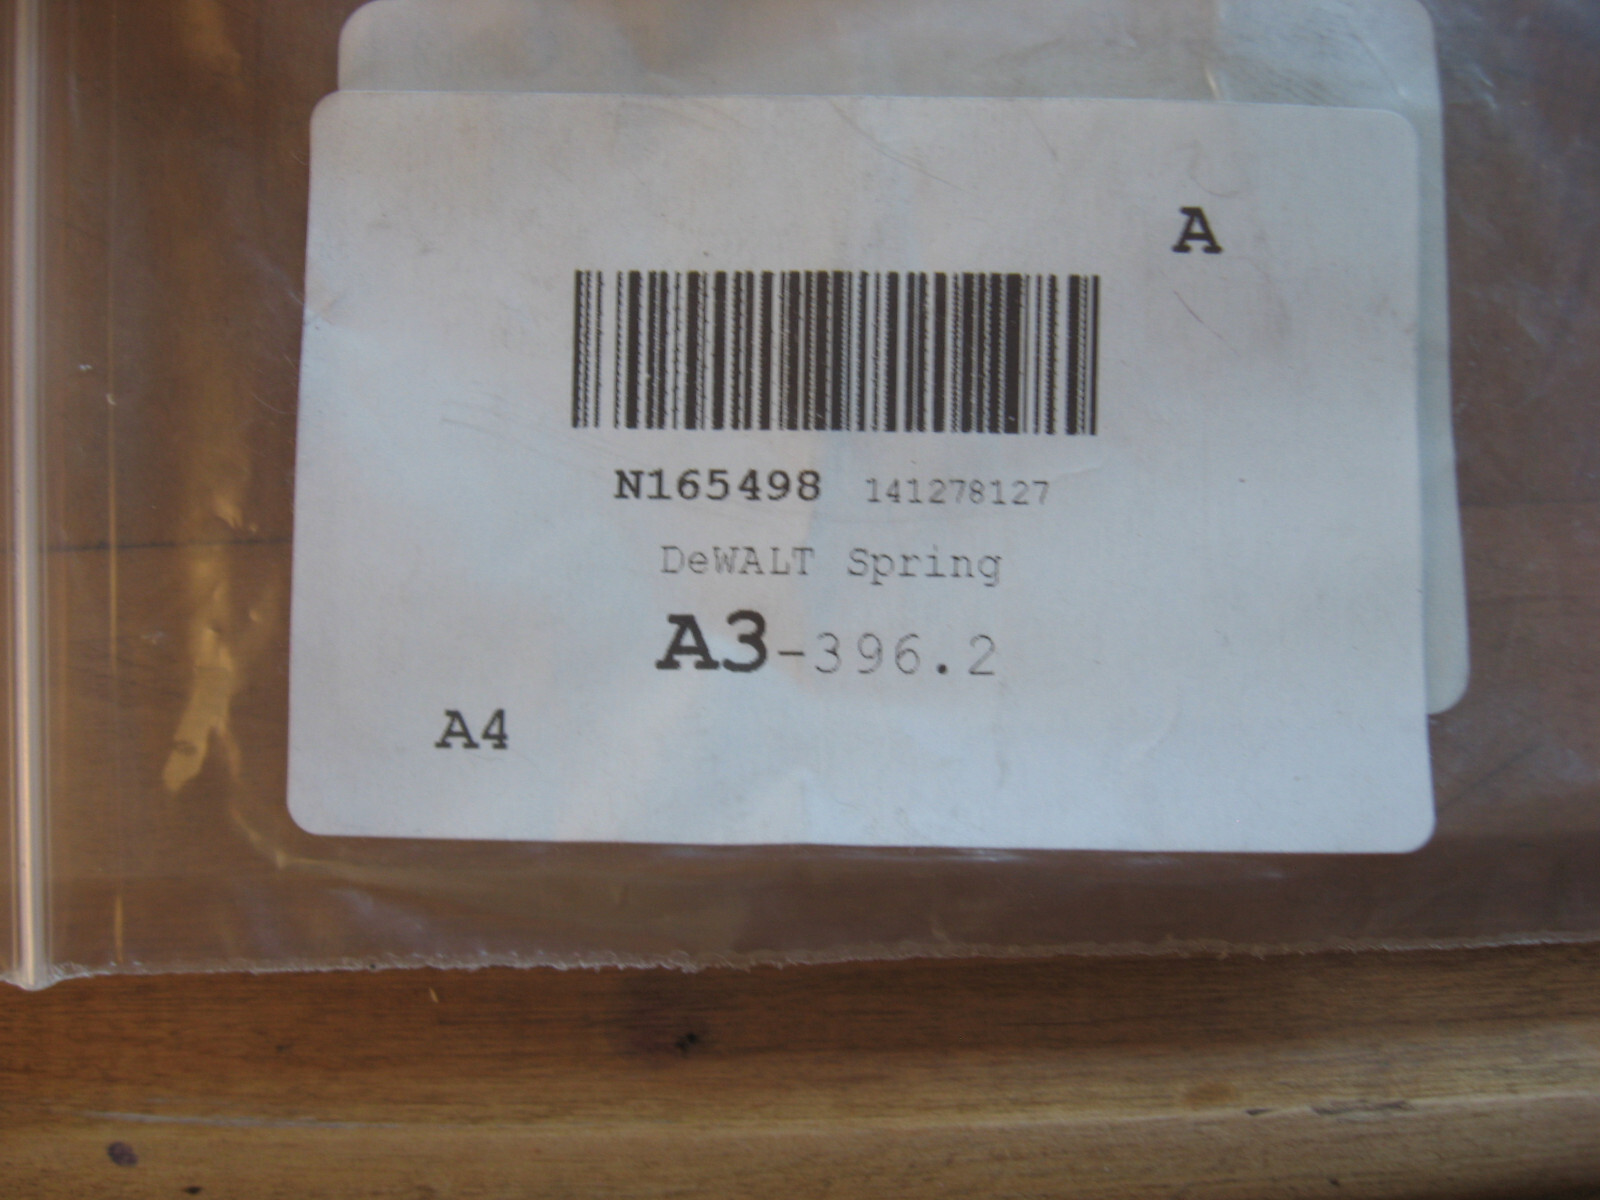 A
N165498 141278127
DeWALT Spring
A3-396.2
A4